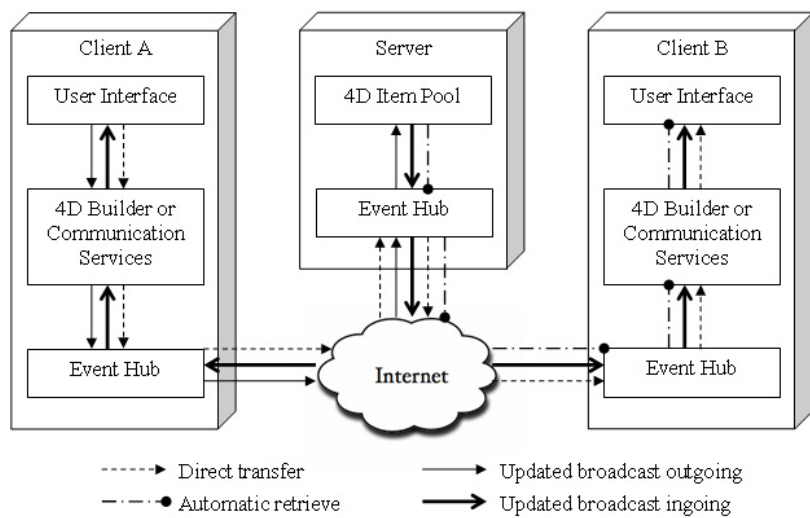 Client A
User Interface
4D Builder or
Communication
Services
Event Hub
Server
4D Item Pool
Event Hub
Internet
Client B
User Interface
4D Builder or
Communication
Services
Event Hub
Direct transfer
Updated broadcast outgoing
Automatic retrieve
Updated broadcast ingoing